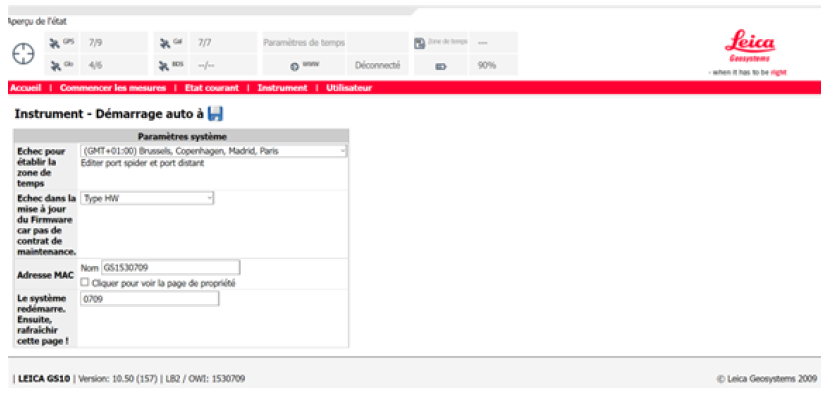 Aperçu de l'état
GPS 7/9 Gal 7/7 Paramètres de temps Zone de temps ---
Glo 4/6 BDS --/-- WWW Déconnecté 90%
Leica
Geosystems
- when it has to be right
Accueil | Commencer les mesures | Etat courant | Instrument | Utilisateur
Instrument - Démarrage auto à
Paramètres système
Echec pour établir la zone de temps
(GMT+01:00) Brussels, Copenhagen, Madrid, Paris
Editer port spider et port distant
Echec dans la mise à jour du Firmware car pas de contrat de maintenance.
Type HW
Adresse MAC
Nom GS1530709
Cliquer pour voir la page de propriété
Le système redémarre. Ensuite, rafraîchir cette page !
0709
| LEICA GS10 | Version: 10.50 (157) | LB2 / OWI: 1530709
© Leica Geosystems 2009